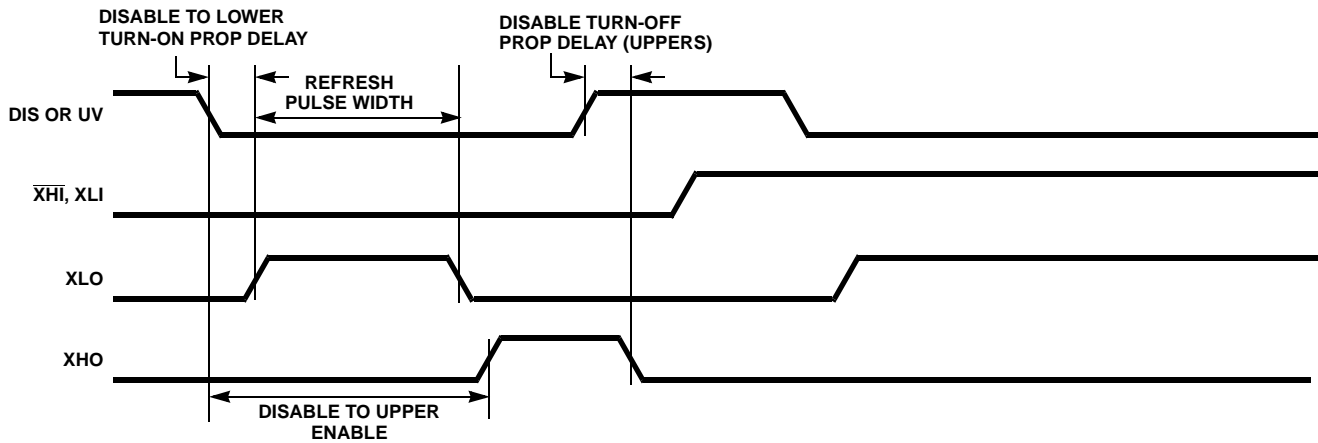 DISABLE TO LOWER
TURN-ON PROP DELAY
DISABLE TURN-OFF
PROP DELAY (UPPERS)
REFRESH
PULSE WIDTH
DIS OR UV
X̅H̅I̅, XLI
XLO
XHO
DISABLE TO UPPER
ENABLE